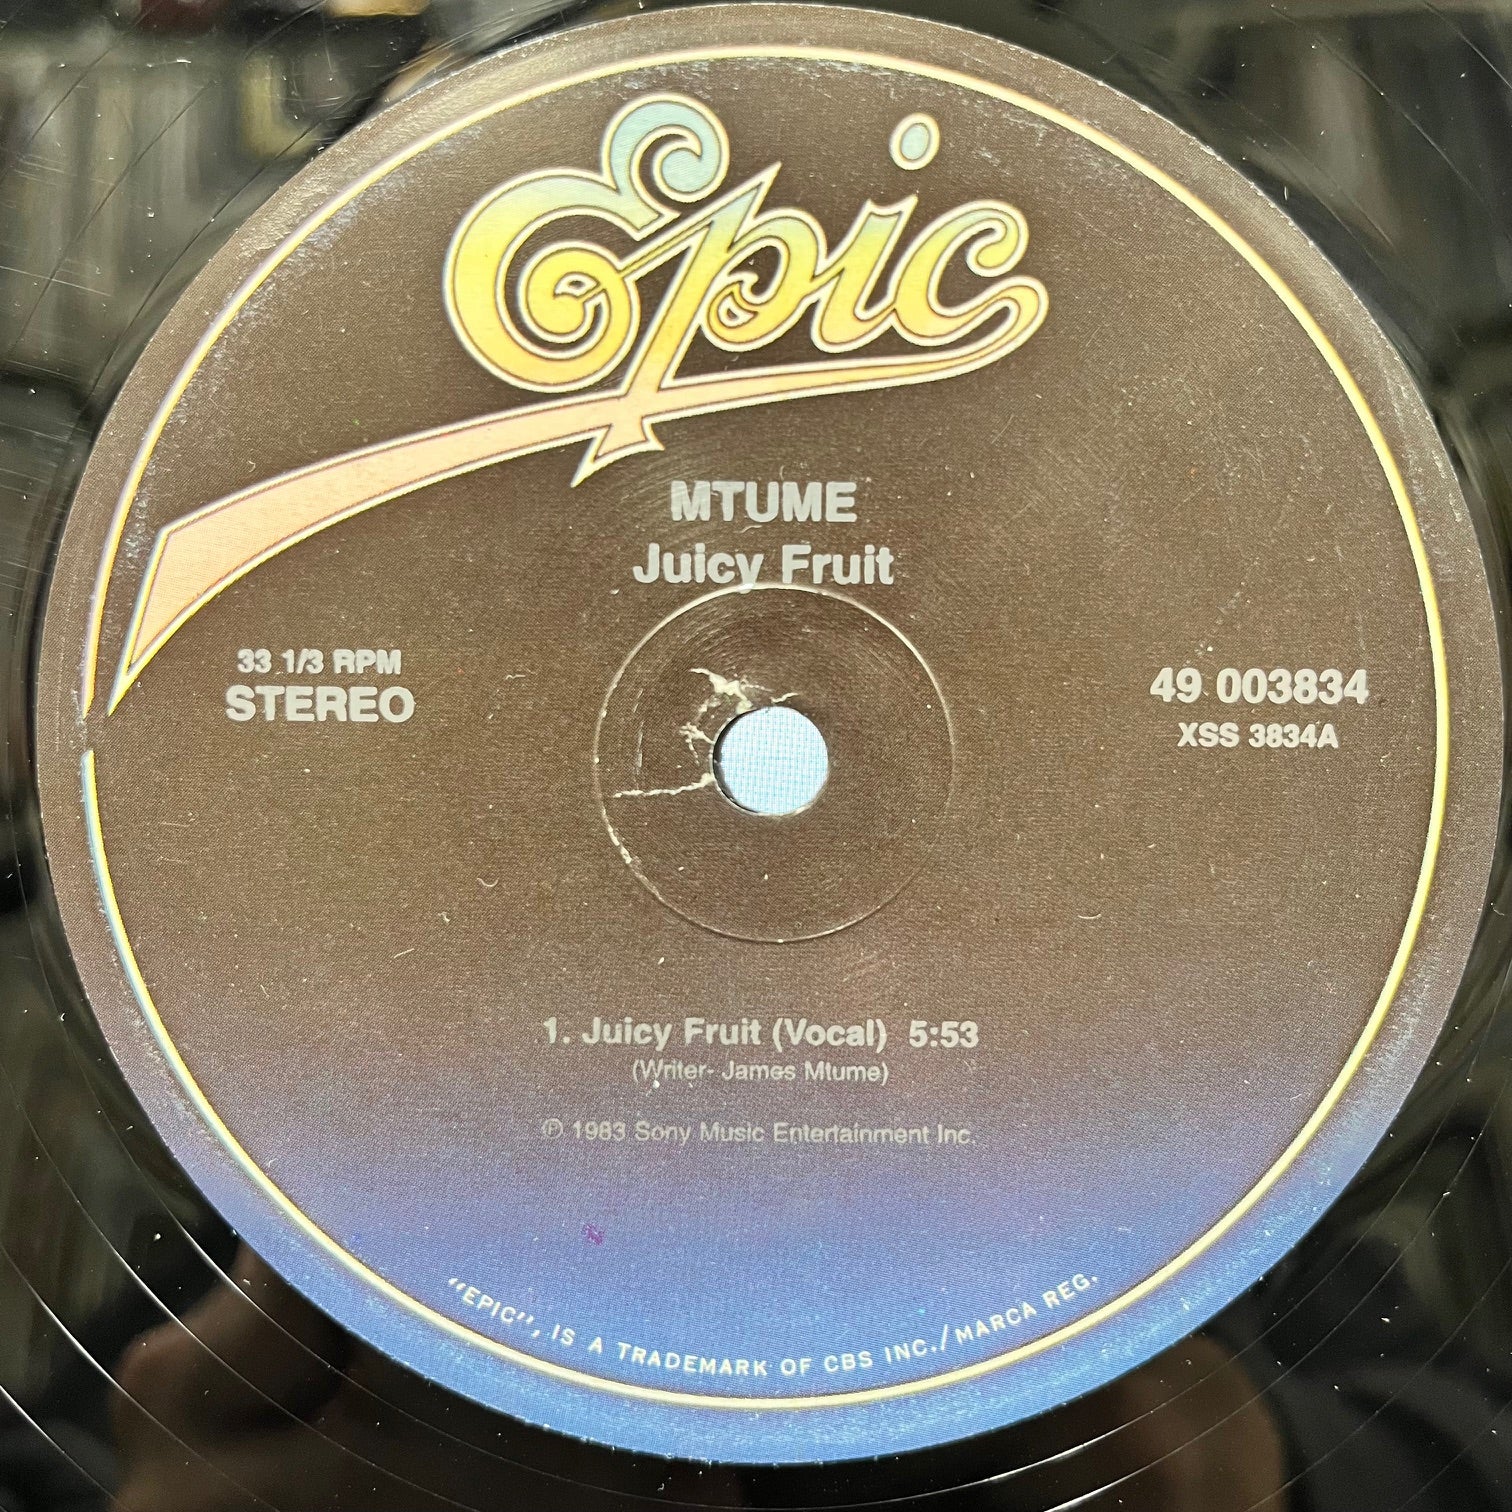 Epic
MTUME
Juicy Fruit
33 1/3 RPM
STEREO
49 003834
XSS 3834A
1. Juicy Fruit (Vocal) 5:53
(Writer- James Mtume)
℗ 1983 Sony Music Entertainment Inc.
"EPIC", IS A TRADEMARK OF CBS INC./MARCA REG.